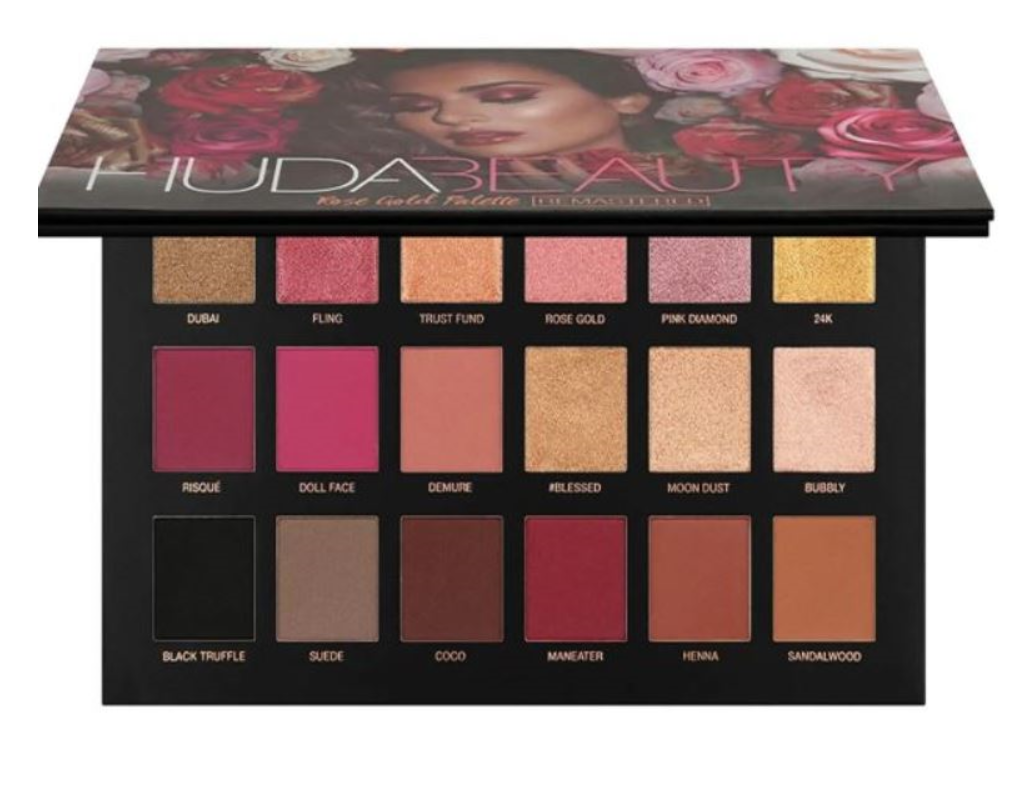 HUDABEAUTY
Rose Gold Palette [REMASTERED]
DUBAI FLING TRUST FUND ROSE GOLD PINK DIAMOND 24K
RISQUÉ DOLL FACE DEMURE #BLESSED MOON DUST BUBBLY
BLACK TRUFFLE SUEDE COCO MANEATER HENNA SANDALWOOD